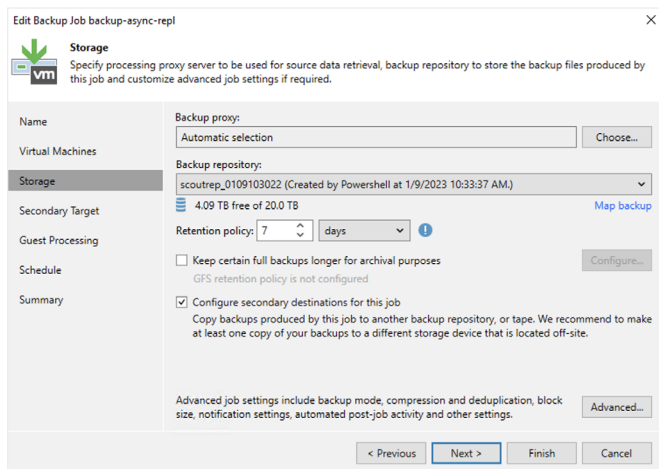 Edit Backup Job backup-async-repl
Storage
Specify processing proxy server to be used for source data retrieval, backup repository to store the backup files produced by
this job and customize advanced job settings if required.
vm
Name
Virtual Machines
Storage
Secondary Target
Guest Processing
Schedule
Summary
Backup proxy:
Automatic selection
Choose...
Backup repository:
scoutrep_0109103022 (Created by Powershell at 1/9/2023 10:33:37 AM.)
4.09 TB free of 20.0 TB
Map backup
Retention policy: 7 days
Keep certain full backups longer for archival purposes
Configure...
GFS retention policy is not configured
Configure secondary destinations for this job
Copy backups produced by this job to another backup repository, or tape. We recommend to make
at least one copy of your backups to a different storage device that is located off-site.
Advanced job settings include backup mode, compression and deduplication, block
size, notification settings, automated post-job activity and other settings.
Advanced...
< Previous
Next >
Finish
Cancel